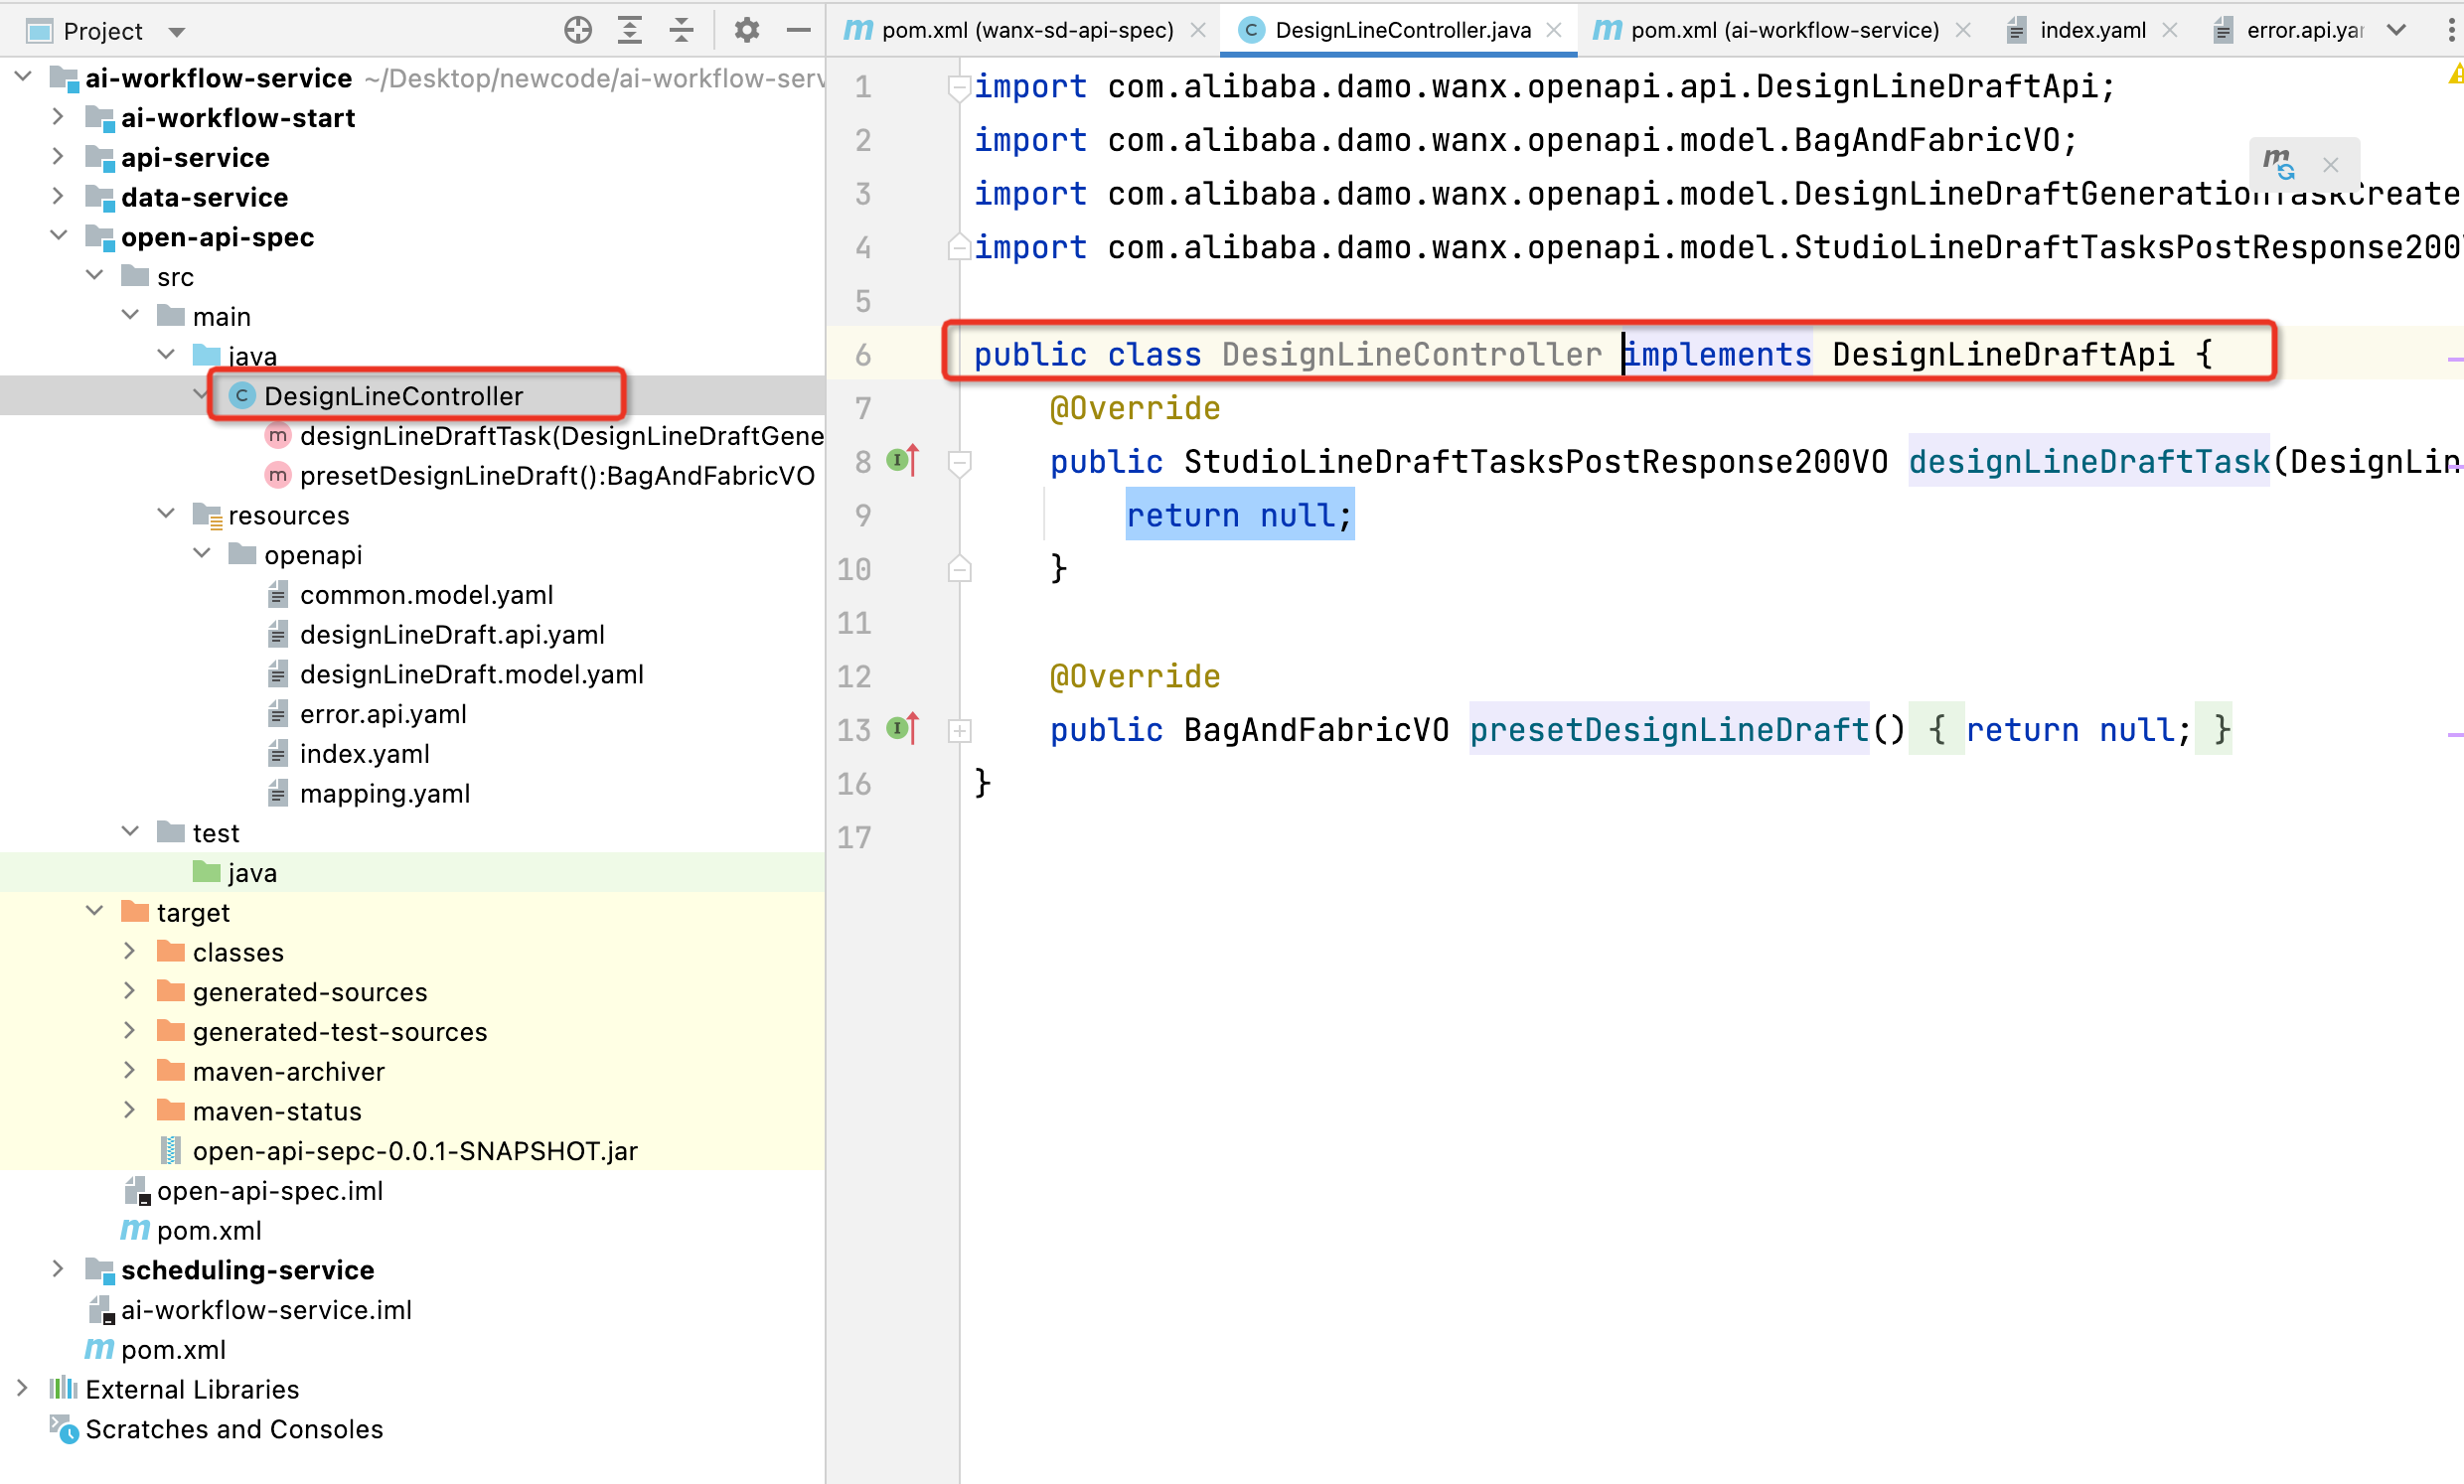 Project
ai-workflow-service ~/Desktop/newcode/ai-workflow-serv
ai-workflow-start
api-service
data-service
open-api-spec
src
main
java
DesignLineController
designLineDraftTask(DesignLineDraftGene
presetDesignLineDraft():BagAndFabricVO
resources
openapi
common.model.yaml
designLineDraft.api.yaml
designLineDraft.model.yaml
error.api.yaml
index.yaml
mapping.yaml
test
java
target
classes
generated-sources
generated-test-sources
maven-archiver
maven-status
open-api-sepc-0.0.1-SNAPSHOT.jar
open-api-spec.iml
pom.xml
scheduling-service
ai-workflow-service.iml
pom.xml
External Libraries
Scratches and Consoles
pom.xml (wanx-sd-api-spec) DesignLineController.java pom.xml (ai-workflow-service) index.yaml error.api.yar
1 import com.alibaba.damo.wanx.openapi.api.DesignLineDraftApi;
2 import com.alibaba.damo.wanx.openapi.model.BagAndFabricVO;
3 import com.alibaba.damo.wanx.openapi.model.DesignLineDraftGenerationTaskCreate
4 import com.alibaba.damo.wanx.openapi.model.StudioLineDraftTasksPostResponse200
5
6 public class DesignLineController implements DesignLineDraftApi {
7 @Override
8 public StudioLineDraftTasksPostResponse200VO designLineDraftTask(DesignLin
9 return null;
10 }
11
12 @Override
13 public BagAndFabricVO presetDesignLineDraft() { return null; }
16 }
17